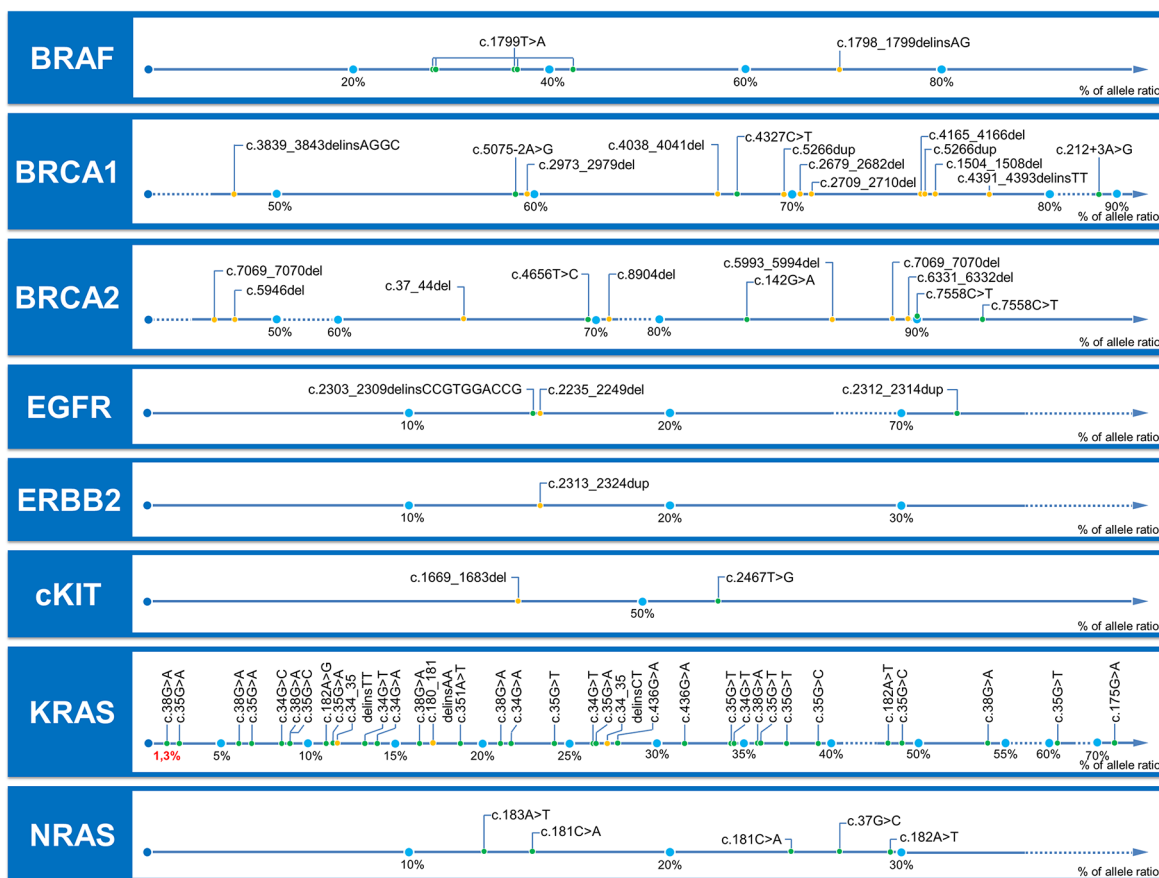 BRAF
c.1799T>A
c.1798_1799delinsAG
20%
40%
60%
80%
% of allele ratio
BRCA1
c.3839_3843delinsAGGC
c.5075-2A>G
c.2973_2979del
c.4038_4041del
c.4327C>T
c.5266dup
c.2679_2682del
c.2709_2710del
c.4165_4166del
c.5266dup
c.1504_1508del
c.4391_4393delinsTT
c.212+3A>G
50%
60%
70%
80%
90%
% of allele ratio
BRCA2
c.7069_7070del
c.5946del
c.37_44del
c.4656T>C
c.8904del
c.5993_5994del
c.142G>A
c.7069_7070del
c.6331_6332del
c.7558C>T
c.7558C>T
50%
60%
70%
80%
90%
% of allele ratio
EGFR
c.2303_2309delinsCCGTGGACCG
c.2235_2249del
c.2312_2314dup
10%
20%
70%
% of allele ratio
ERBB2
c.2313_2324dup
10%
20%
30%
% of allele ratio
cKIT
c.1669_1683del
c.2467T>G
50%
% of allele ratio
KRAS
c.38G>A
c.35G>A
c.38G>A
c.35G>A
c.34G>C
c.38G>A
c.35G>C
c.182A>G
c.35G>A
c.34_35
delinsTT
c.34G>T
c.34G>A
c.38G>A
c.180_181
delinsAA
c.351A>T
c.38G>A
c.34G>A
c.35G>T
c.34G>T
c.35G>A
c.34_35
delinsCT
c.436G>A
c.436G>A
c.35G>T
c.34G>T
c.38G>A
c.35G>T
c.35G>T
c.35G>C
c.182A>T
c.35G>C
c.38G>A
c.35G>T
c.175G>A
1,3%
5%
10%
15%
20%
25%
30%
35%
40%
50%
55%
60%
70%
% of allele ratio
NRAS
c.183A>T
c.181C>A
c.181C>A
c.37G>C
c.182A>T
10%
20%
30%
% of allele ratio